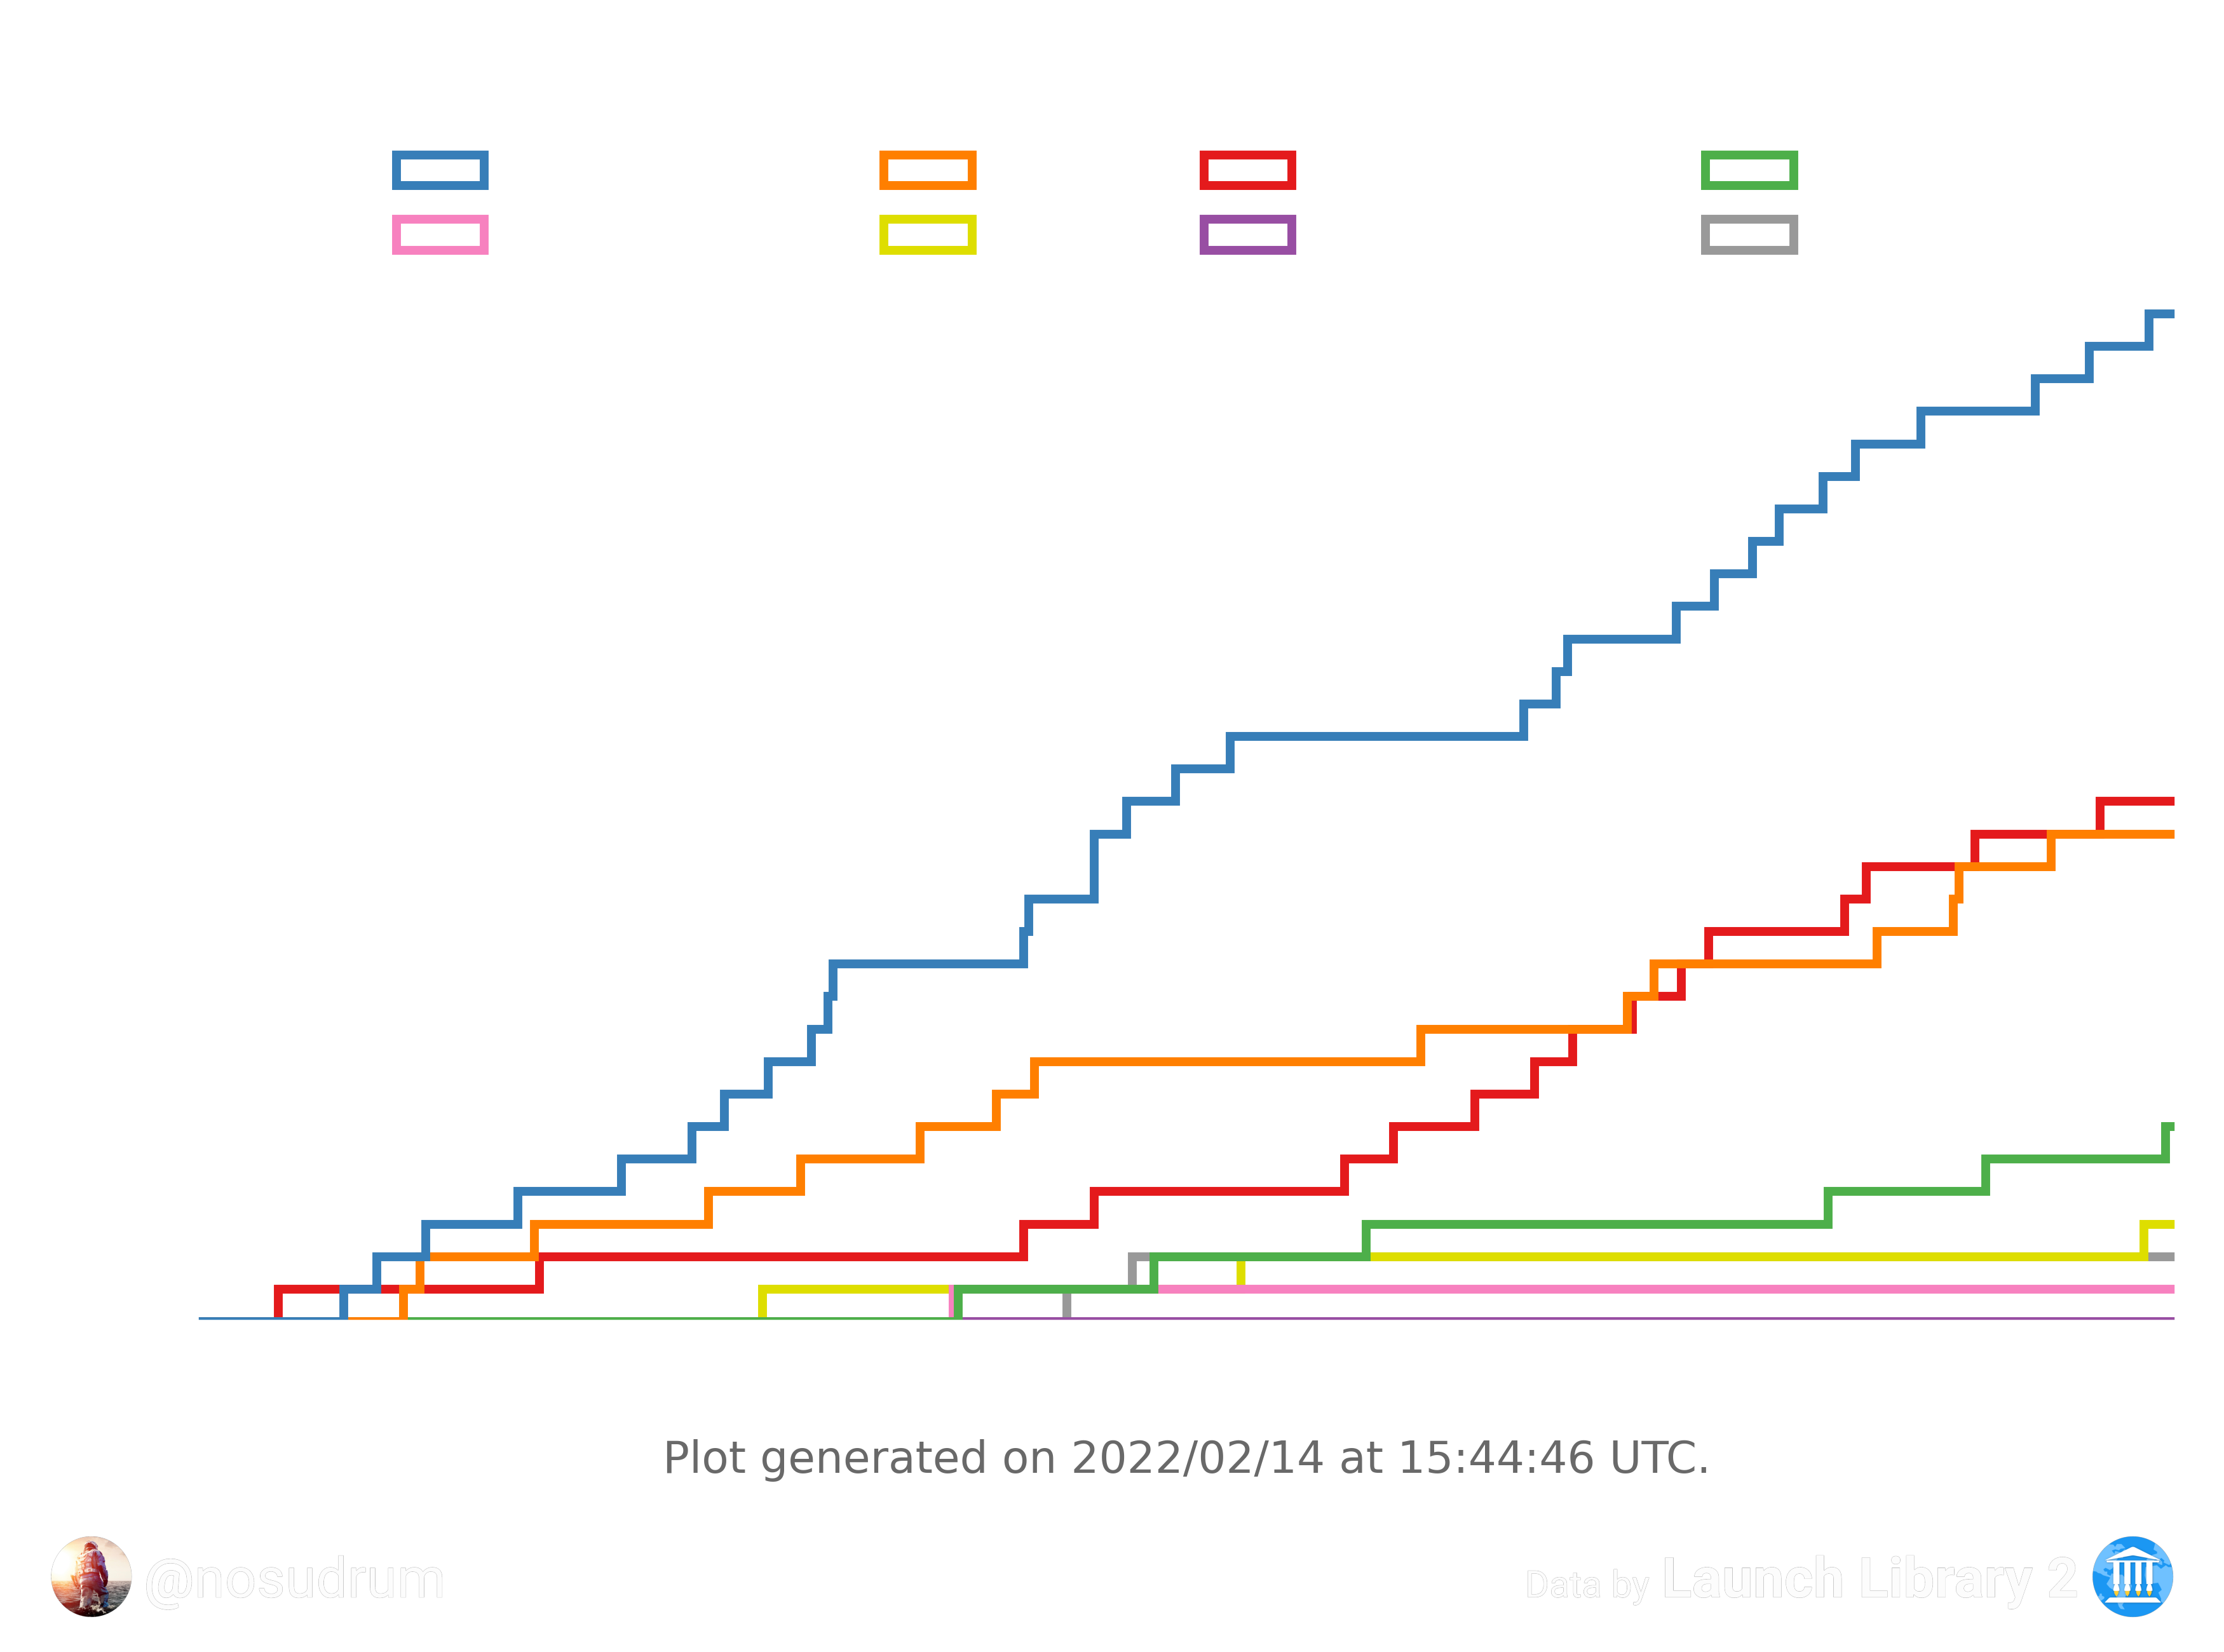 Plot generated on 2022/02/14 at 15:44:46 UTC.
@nosudrum
Data by Launch Library 2